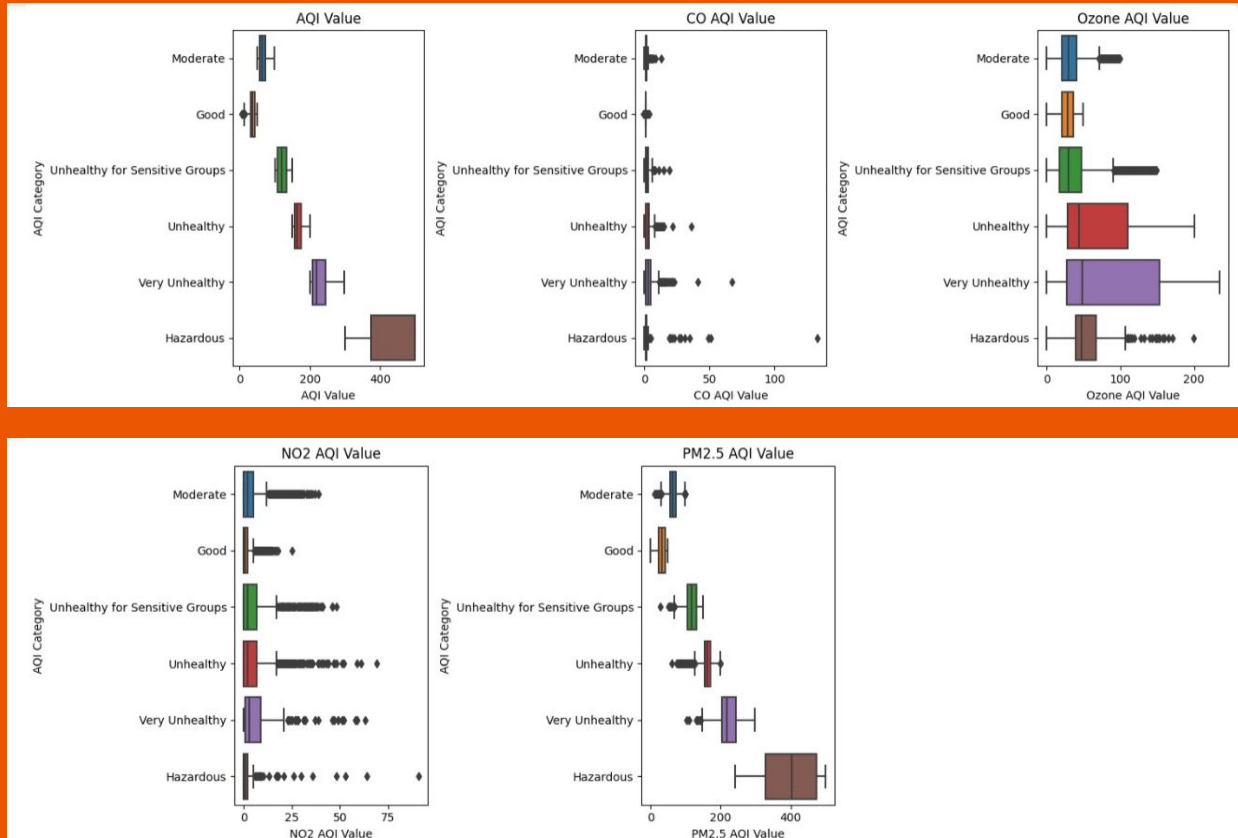 AQI Value
AQI Category
Moderate
Good
Unhealthy for Sensitive Groups
Unhealthy
Very Unhealthy
Hazardous
0 200 400
AQI Value
CO AQI Value
AQI Category
Moderate
Good
Unhealthy for Sensitive Groups
Unhealthy
Very Unhealthy
Hazardous
0 50 100
CO AQI Value
Ozone AQI Value
AQI Category
Moderate
Good
Unhealthy for Sensitive Groups
Unhealthy
Very Unhealthy
Hazardous
0 100 200
Ozone AQI Value
NO2 AQI Value
AQI Category
Moderate
Good
Unhealthy for Sensitive Groups
Unhealthy
Very Unhealthy
Hazardous
0 25 50 75
NO2 AQI Value
PM2.5 AQI Value
AQI Category
Moderate
Good
Unhealthy for Sensitive Groups
Unhealthy
Very Unhealthy
Hazardous
0 200 400
PM2.5 AQI Value